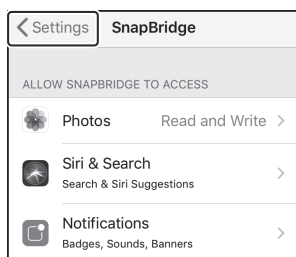 Settings SnapBridge
ALLOW SNAPBRIDGE TO ACCESS
Photos Read and Write
Siri & Search
Search & Siri Suggestions
Notifications
Badges, Sounds, Banners